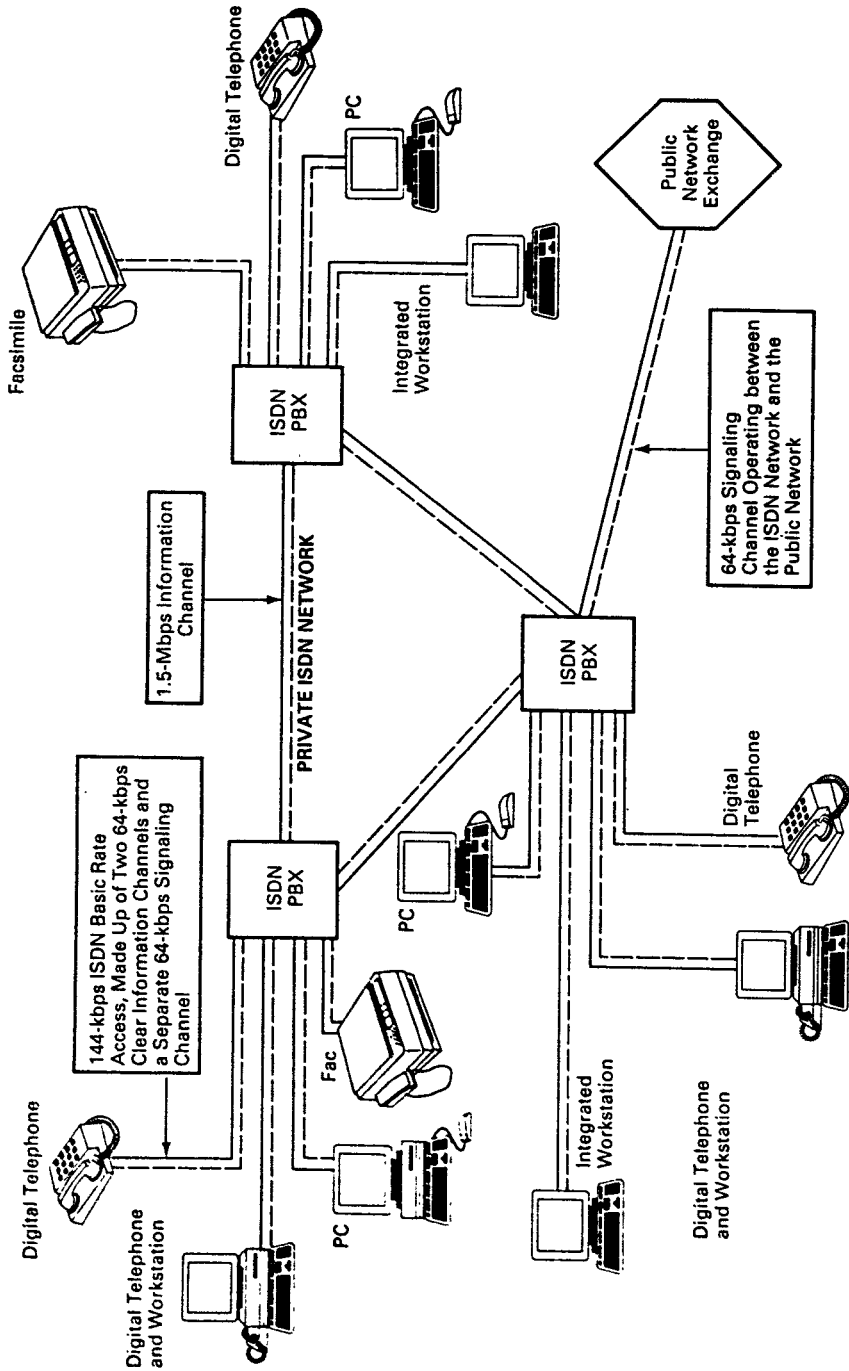 Digital Telephone
144-kbps ISDN Basic Rate
Access, Made Up of Two 64-kbps
Clear Information Channels and
a Separate 64-kbps Signaling
Channel
Digital Telephone
and Workstation
PC
Fac
ISDN
PBX
1.5-Mbps Information
Channel
PRIVATE ISDN NETWORK
Facsimile
ISDN
PBX
Digital Telephone
PC
Integrated
Workstation
PC
ISDN
PBX
Integrated
Workstation
Digital Telephone
and Workstation
Digital
Telephone
64-kbps Signaling
Channel Operating between
the ISDN Network and the
Public Network
Public
Network
Exchange